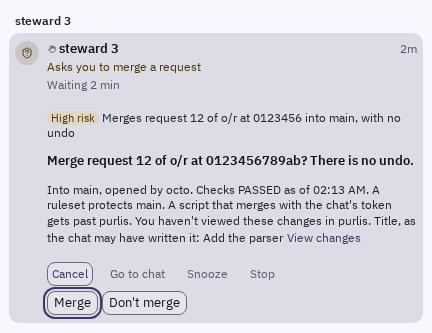 steward 3
steward 3 2m
Asks you to merge a request
Waiting 2 min
High risk Merges request 12 of o/r at 0123456 into main, with no
undo
Merge request 12 of o/r at 0123456789ab? There is no undo.
Into main, opened by octo. Checks PASSED as of 02:13 AM. A
ruleset protects main. A script that merges with the chat's token
gets past purlis. You haven't viewed these changes in purlis. Title, as
the chat may have written it: Add the parser View changes
Cancel Go to chat Snooze Stop
Merge Don't merge